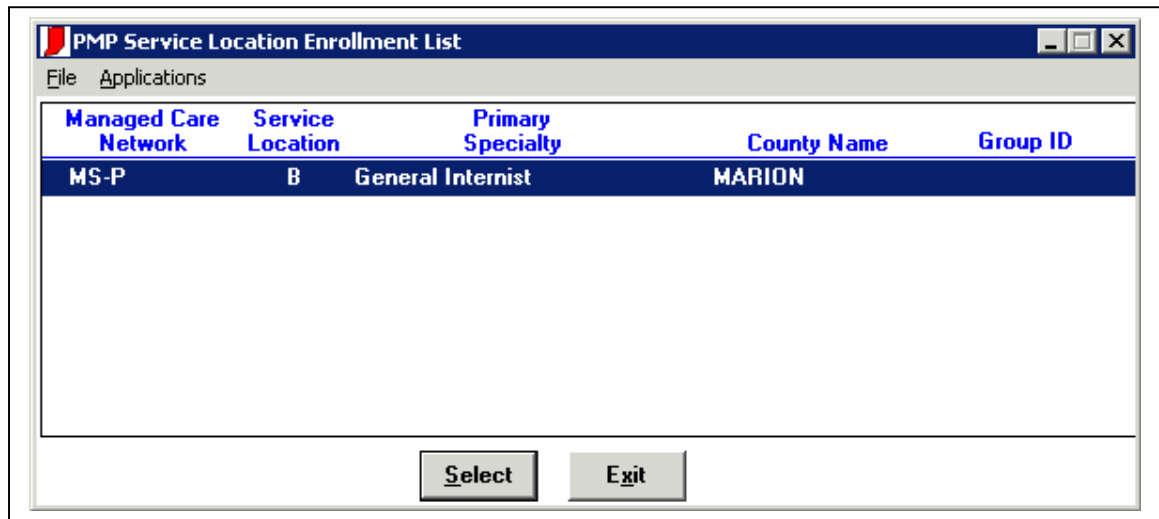 PMP Service Location Enrollment List
File Applications
Managed Care Service Primary
Network Location Specialty County Name Group ID
MS-P B General Internist MARION
Select Exit